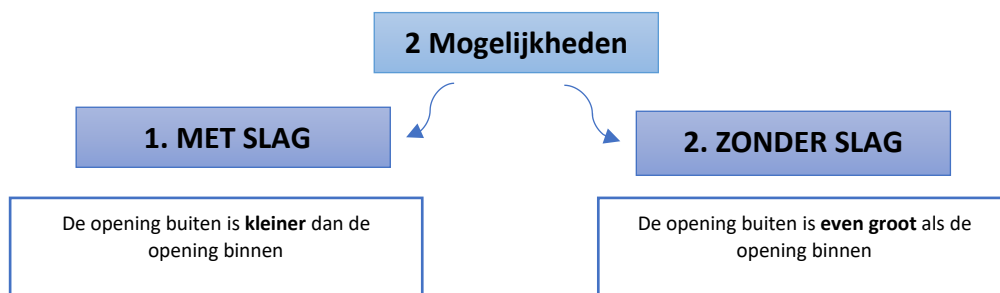 2 Mogelijkheden
1. MET SLAG
2. ZONDER SLAG
De opening buiten is kleiner dan de
opening binnen
De opening buiten is even groot als de
opening binnen